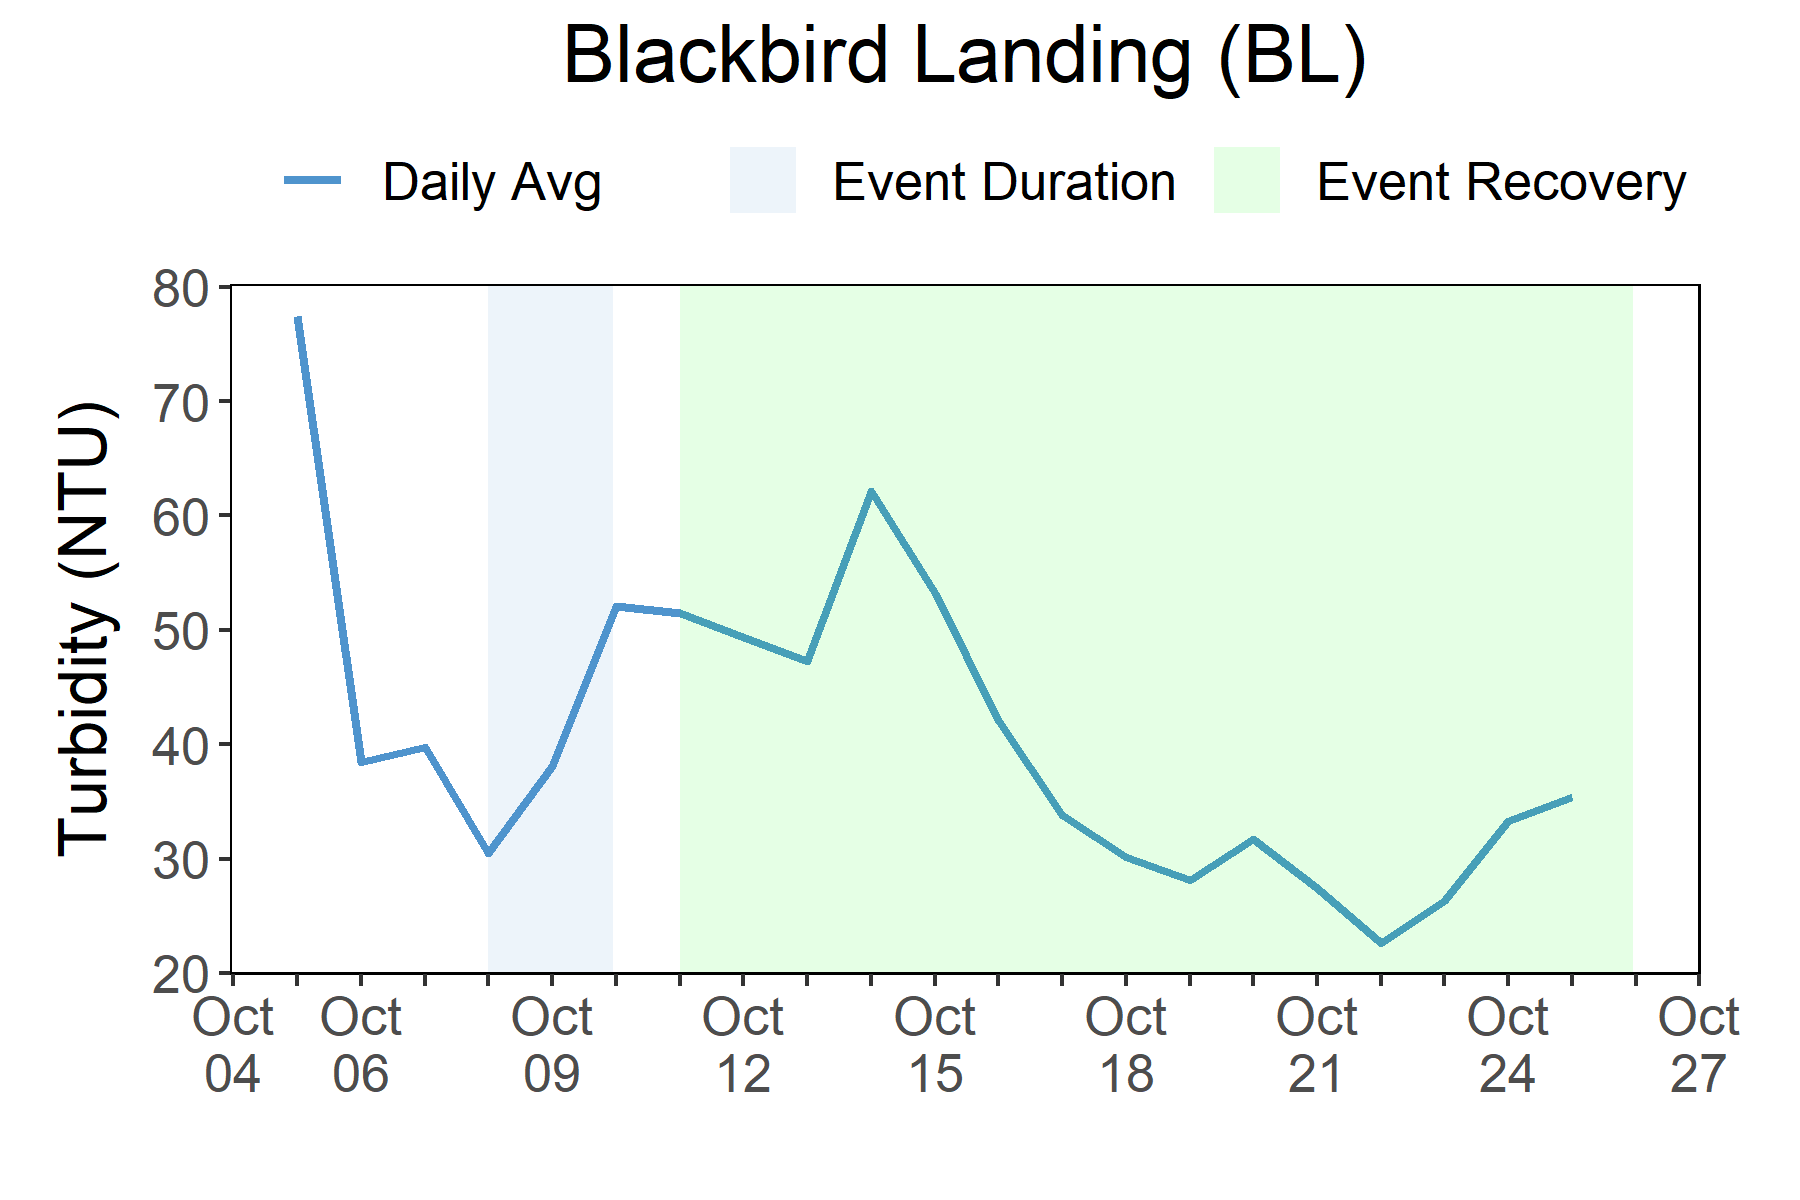 Blackbird Landing (BL)
Daily Avg Event Duration Event Recovery
Turbidity (NTU)
80
70
60
50
40
30
20
Oct Oct Oct Oct Oct Oct Oct Oct Oct
04 06 09 12 15 18 21 24 27